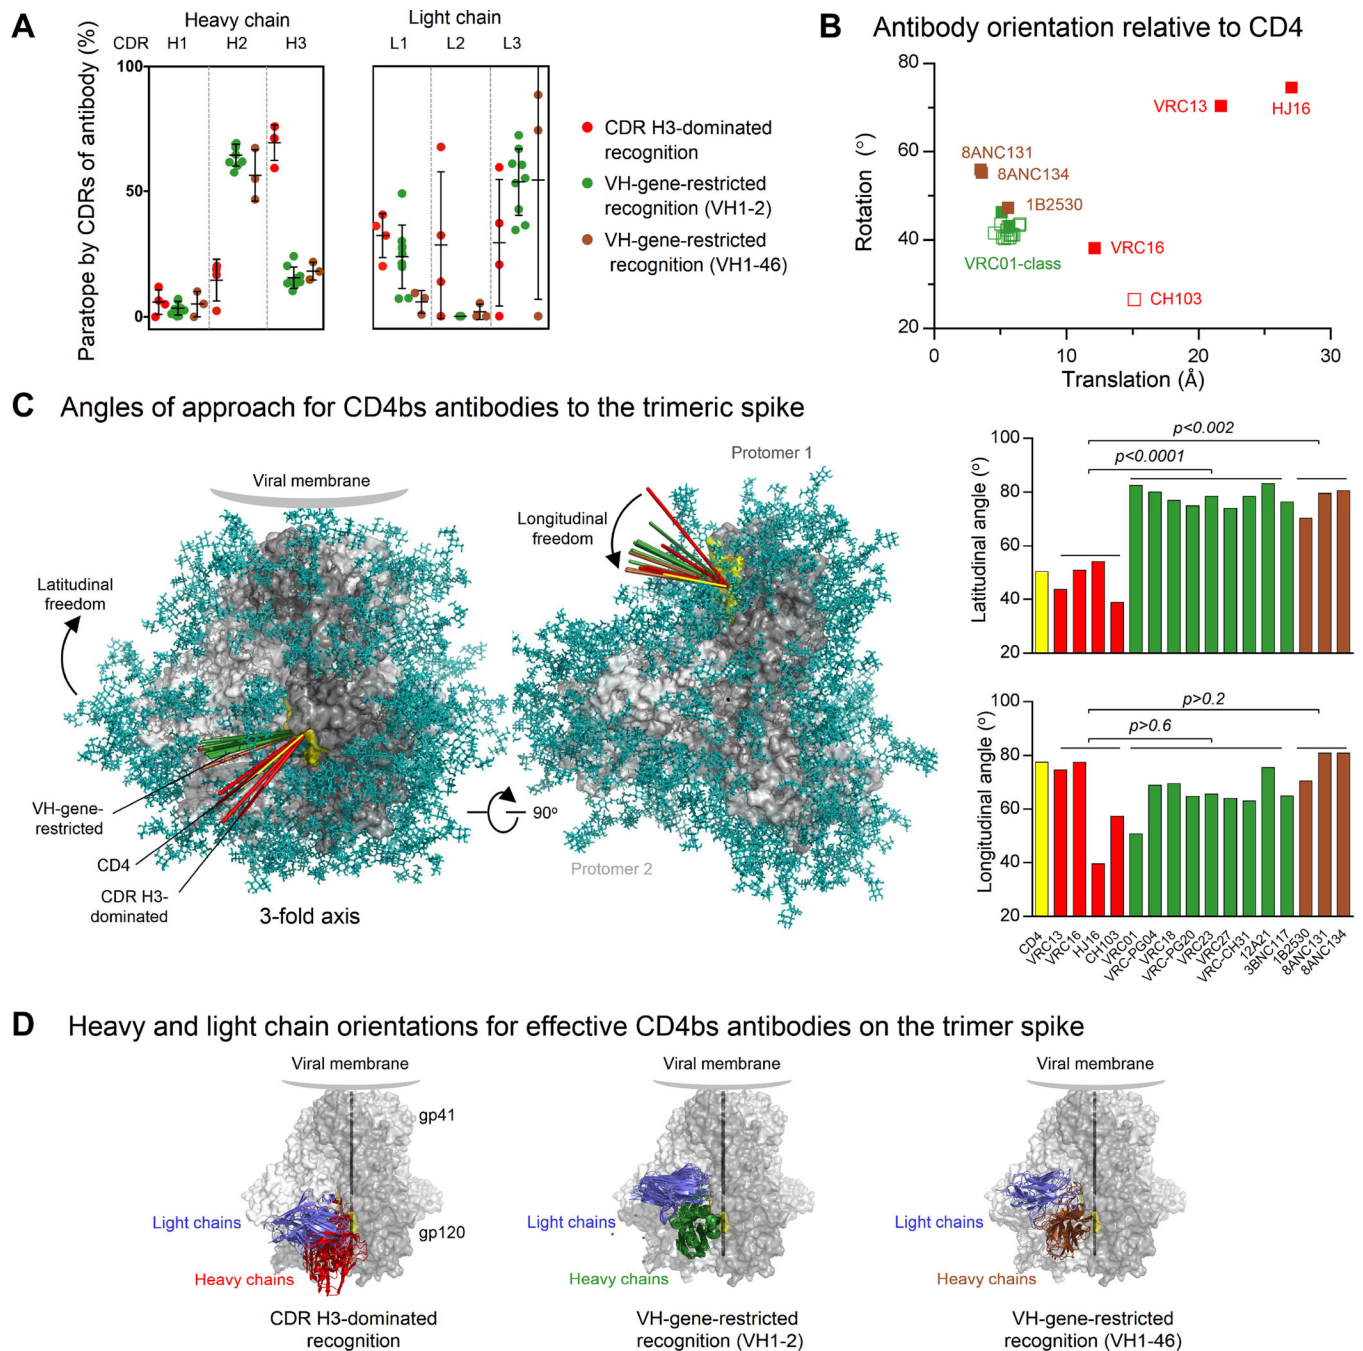 A
Heavy chain
Light chain
CDR H1 H2 H3
L1 L2 L3
Paratope by CDRs of antibody (%)
100
50
0
CDR H3-dominated
recognition
VH-gene-restricted
recognition (VH1-2)
VH-gene-restricted
recognition (VH1-46)
B Antibody orientation relative to CD4
Rotation (°)
80
60
40
20
0 10 20 30
Translation (Å)
VRC13
HJ16
8ANC131
8ANC134
1B2530
VRC16
VRC01-class
CH103
C Angles of approach for CD4bs antibodies to the trimeric spike
Viral membrane
Latitudinal
freedom
VH-gene-
restricted
CD4
CDR H3-
dominated
3-fold axis
90°
Protomer 1
Longitudinal
freedom
Protomer 2
Latitudinal angle (°)
100
80
60
40
20
p<0.002
p<0.0001
Longitudinal angle (°)
100
80
60
40
20
p>0.2
p>0.6
CD4
VRC13
VRC16
HJ16
CH103
VRC01
VRC-PG04
VRC18
VRC-PG20
VRC23
VRC27
VRC-CH31
12A21
3BNC117
1B2530
8ANC131
8ANC134
D Heavy and light chain orientations for effective CD4bs antibodies on the trimer spike
Viral membrane
gp41
gp120
Light chains
Heavy chains
CDR H3-dominated
recognition
Viral membrane
Light chains
Heavy chains
VH-gene-restricted
recognition (VH1-2)
Viral membrane
Light chains
Heavy chains
VH-gene-restricted
recognition (VH1-46)